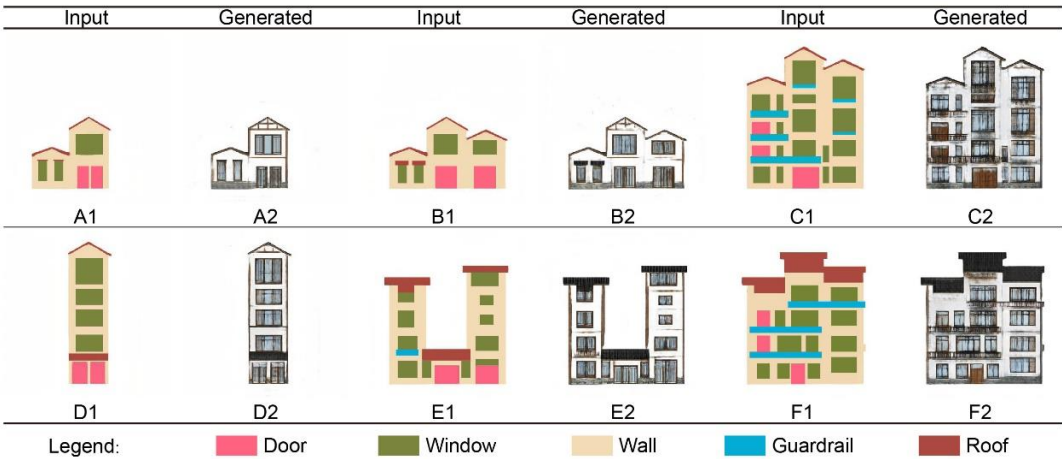 Input Generated Input Generated Input Generated
A1 A2 B1 B2 C1 C2
D1 D2 E1 E2 F1 F2
Legend: Door Window Wall Guardrail Roof